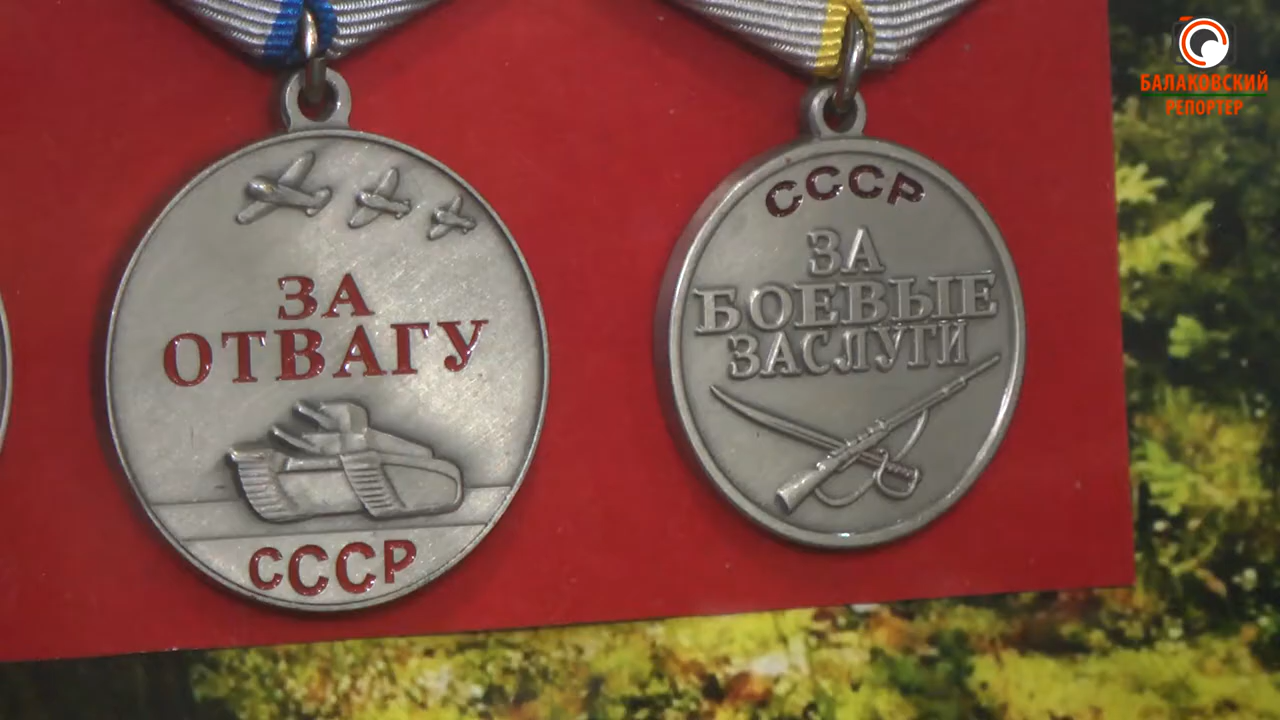 ЗА
ОТВАГУ
СССР
СССР
ЗА
БОЕВЫЕ
ЗАСЛУГИ
БАЛАКОВСКИЙ
РЕПОРТЕР